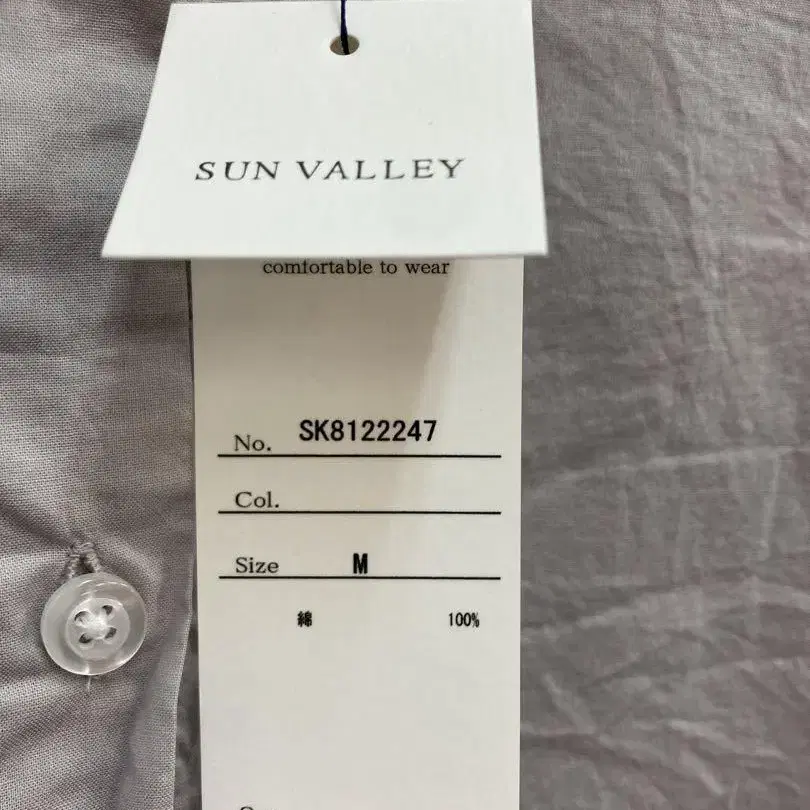 SUN VALLEY
comfortable to wear
No. SK8122247
Col.
Size M
綿 100%